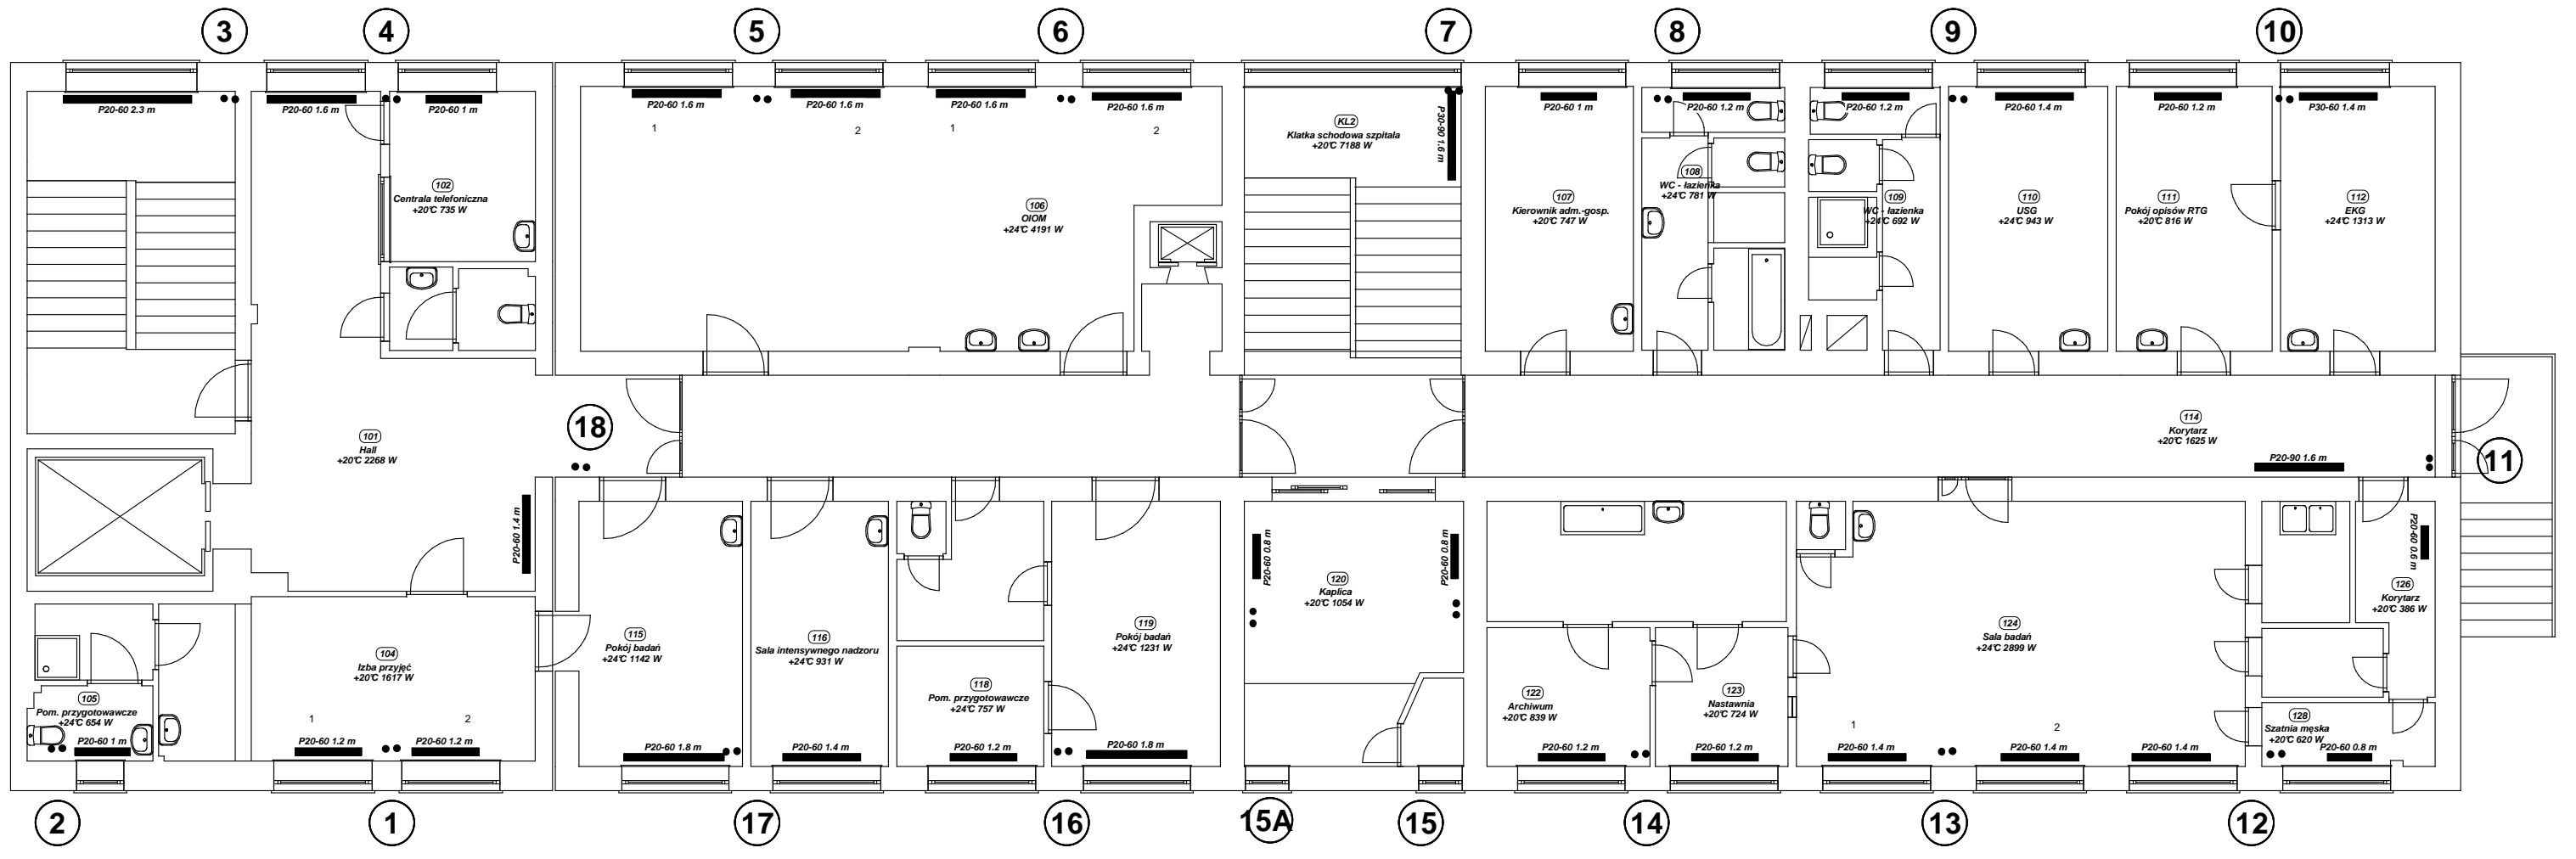 3
4
5
6
7
8
9
10
P20-60 2.3 m
P20-60 1.6 m
P20-60 1 m
P20-60 1.6 m
P20-60 1.6 m
P20-60 1.6 m
P20-60 1.6 m
P30-90 1.6 m
P20-60 1 m
P20-60 1.2 m
P20-60 1.2 m
P20-60 1.4 m
P20-60 1.2 m
P30-60 1.4 m
1
2
1
2
KL2
Klatka schodowa szpitala
+20°C 7188 W
102
Centrala telefoniczna
+20°C 735 W
106
OIOM
+24°C 4191 W
107
Kierownik adm.-gosp.
+20°C 747 W
108
WC - łazienka
+24°C 781 W
109
WC - łazienka
+24°C 692 W
110
USG
+24°C 943 W
111
Pokój opisów RTG
+20°C 816 W
112
EKG
+24°C 1313 W
18
101
Hall
+20°C 2268 W
114
Korytarz
+20°C 1625 W
P20-90 1.6 m
11
P20-60 1.4 m
P20-60 0.8 m
P20-60 0.8 m
P20-60 0.6 m
120
Kaplica
+20°C 1054 W
126
Korytarz
+20°C 386 W
104
Izba przyjęć
+20°C 1617 W
115
Pokój badań
+24°C 1142 W
116
Sala intensywnego nadzoru
+24°C 931 W
119
Pokój badań
+24°C 1231 W
124
Sala badań
+24°C 2899 W
105
Pom. przygotowawcze
+24°C 654 W
118
Pom. przygotowawcze
+24°C 757 W
122
Archiwum
+20°C 839 W
123
Nastawnia
+20°C 724 W
128
Szatnia męska
+20°C 620 W
1
2
1
2
P20-60 1 m
P20-60 1.2 m
P20-60 1.2 m
P20-60 1.8 m
P20-60 1.4 m
P20-60 1.2 m
P20-60 1.8 m
P20-60 1.2 m
P20-60 1.2 m
P20-60 1.4 m
P20-60 1.4 m
P20-60 1.4 m
P20-60 0.8 m
2
1
17
16
15A
15
14
13
12